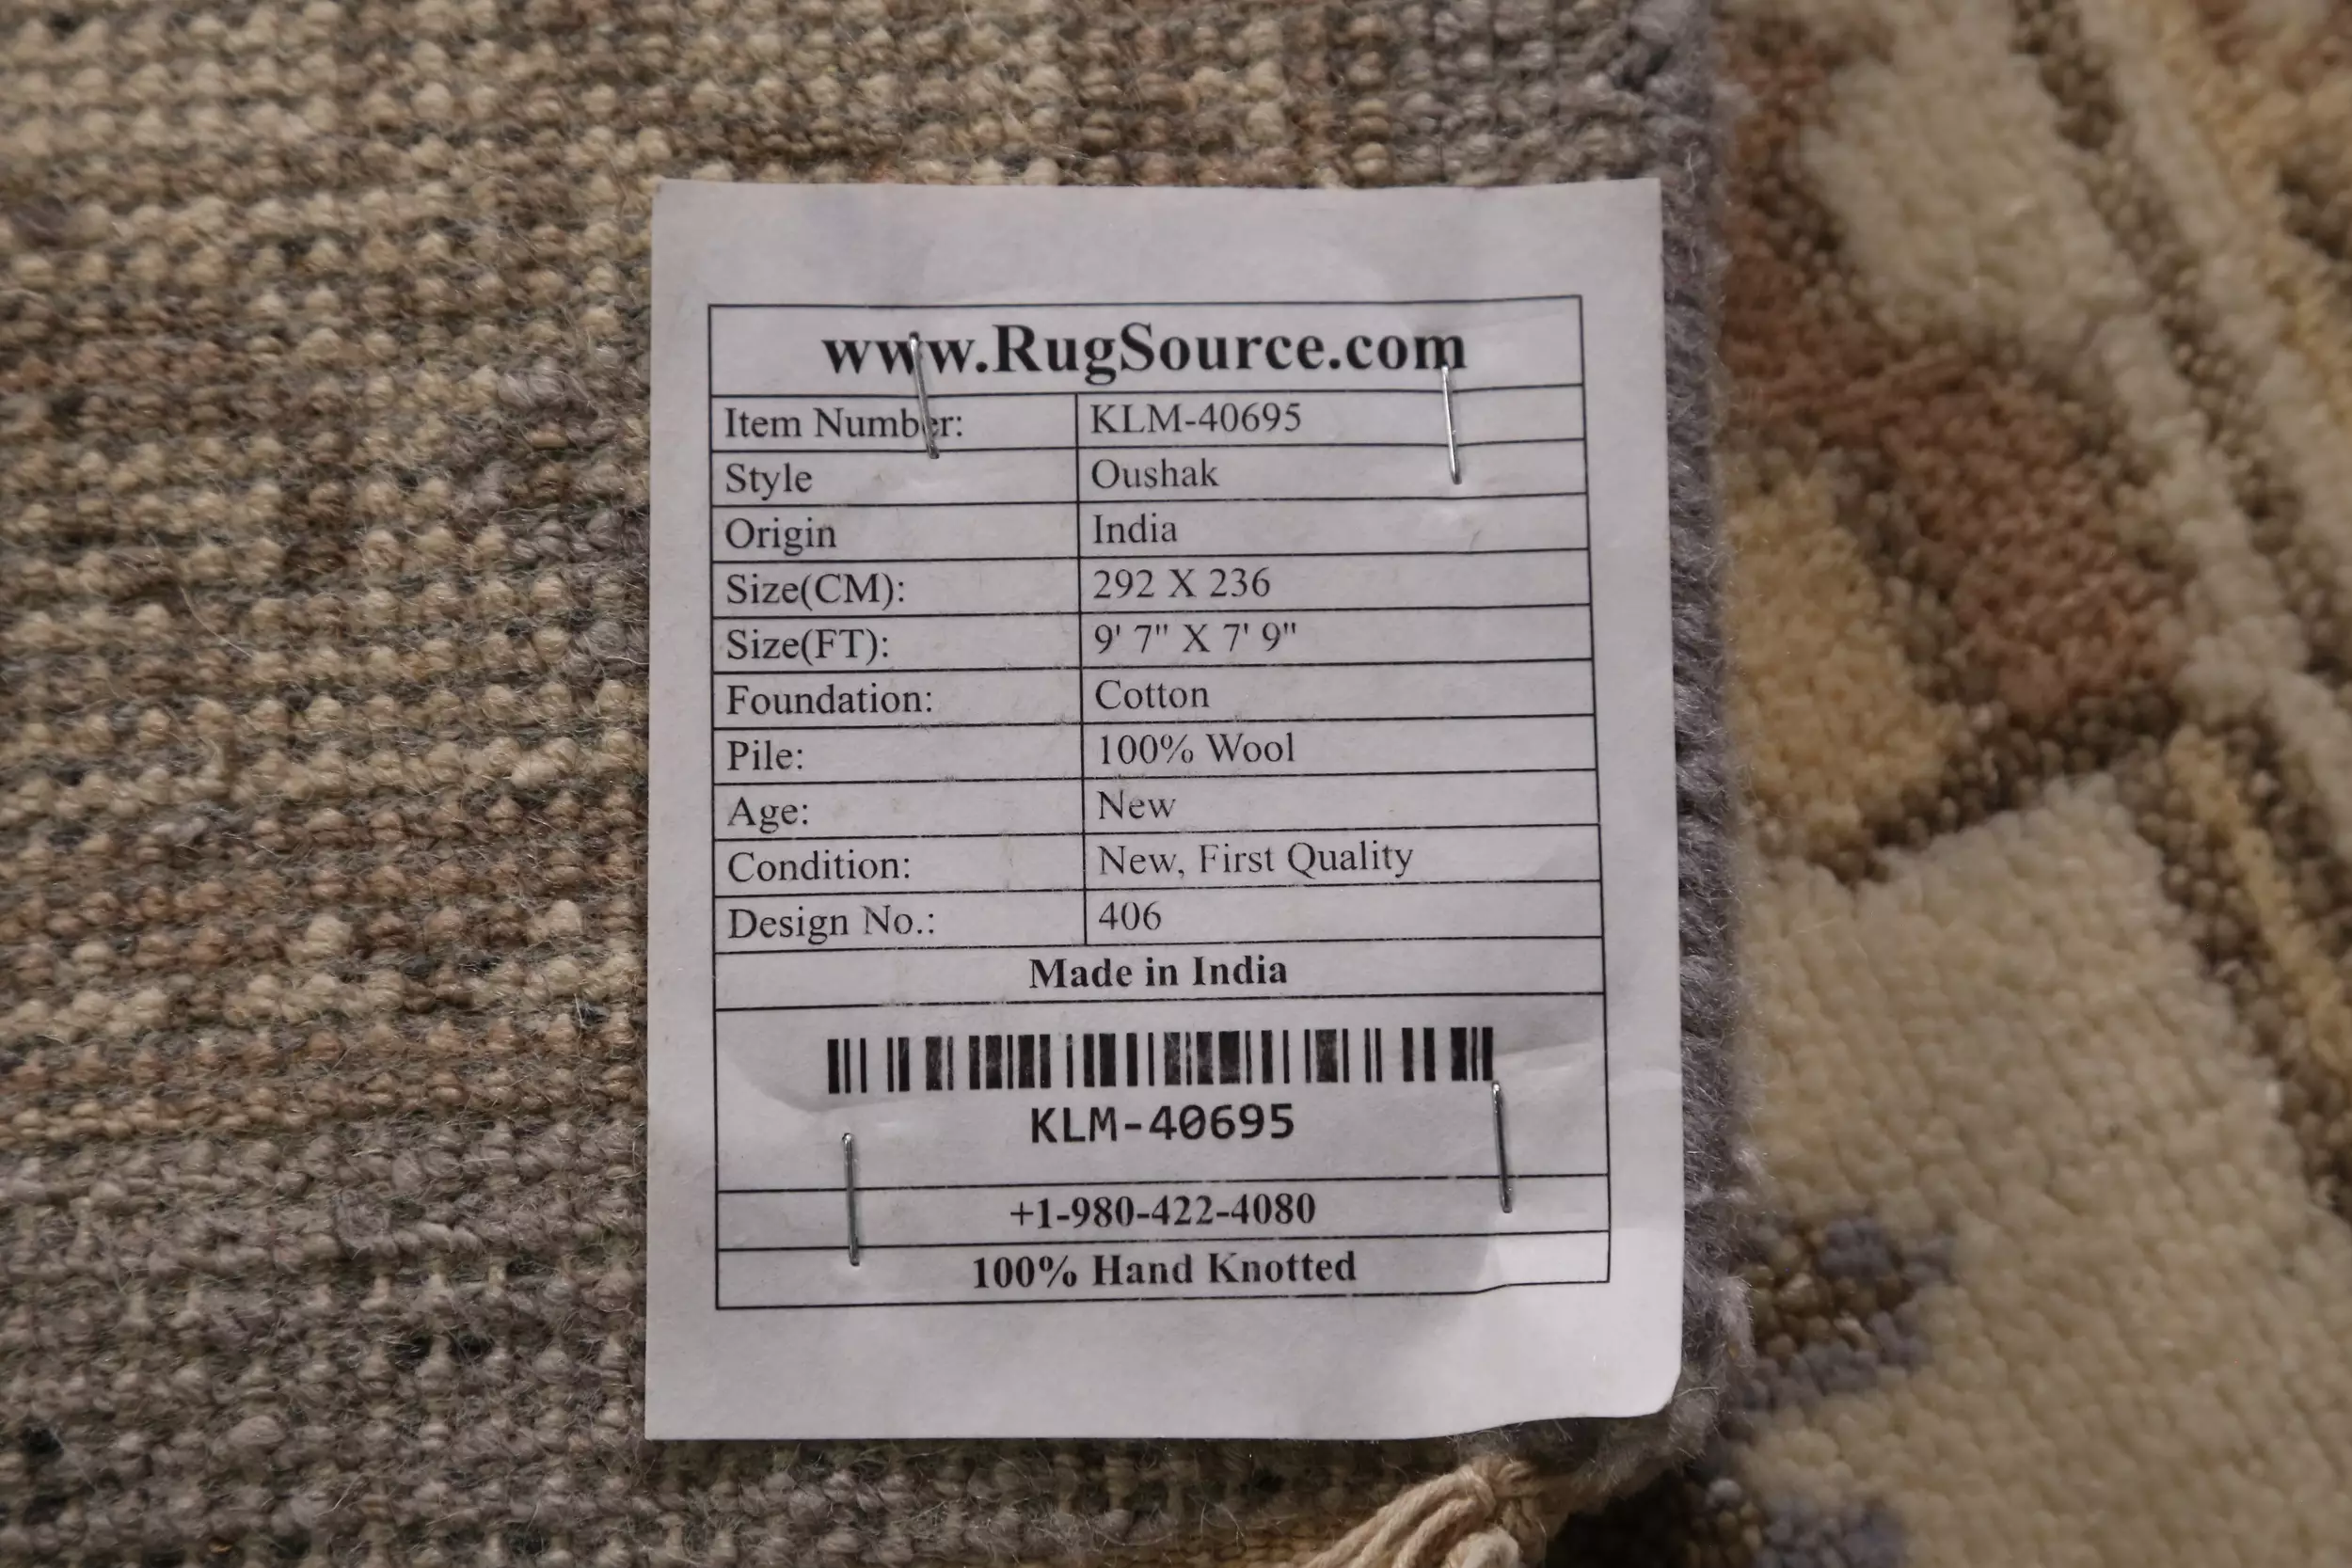 www.RugSource.com
Item Number: KLM-40695
Style Oushak
Origin India
Size(CM): 292 X 236
Size(FT): 9' 7" X 7' 9"
Foundation: Cotton
Pile: 100% Wool
Age: New
Condition: New, First Quality
Design No.: 406
Made in India
KLM-40695
+1-980-422-4080
100% Hand Knotted